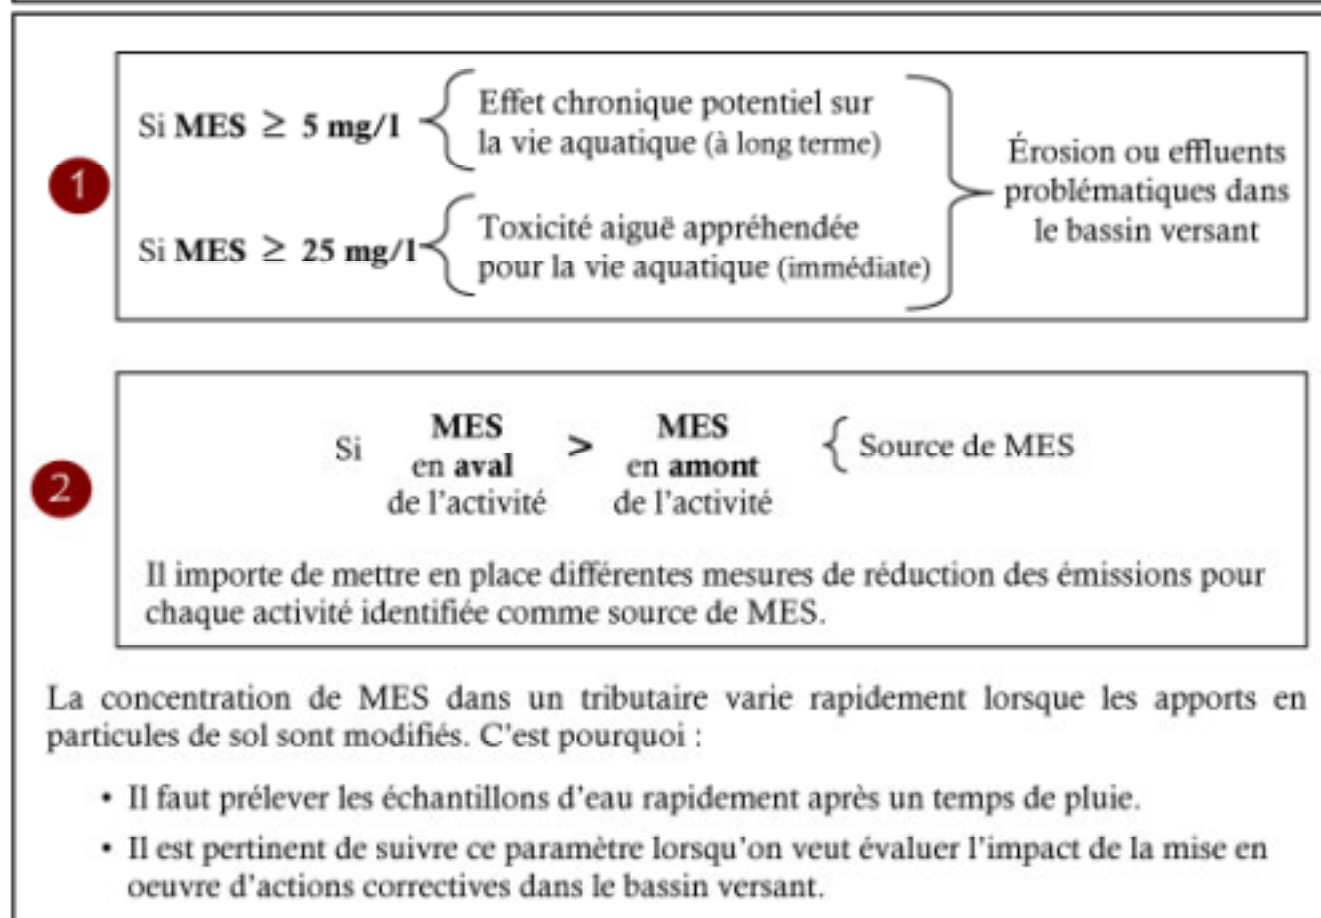 1
Si MES ≥ 5 mg/l
Effet chronique potentiel sur
la vie aquatique (à long terme)
Si MES ≥ 25 mg/l
Toxicité aiguë appréhendée
pour la vie aquatique (immédiate)
Érosion ou effluents
problématiques dans
le bassin versant
2
Si
MES
en aval
de l'activité
>
MES
en amont
de l'activité
Source de MES
Il importe de mettre en place différentes mesures de réduction des émissions pour
chaque activité identifiée comme source de MES.
La concentration de MES dans un tributaire varie rapidement lorsque les apports en
particules de sol sont modifiés. C'est pourquoi :
• Il faut prélever les échantillons d'eau rapidement après un temps de pluie.
• Il est pertinent de suivre ce paramètre lorsqu'on veut évaluer l'impact de la mise en
oeuvre d'actions correctives dans le bassin versant.